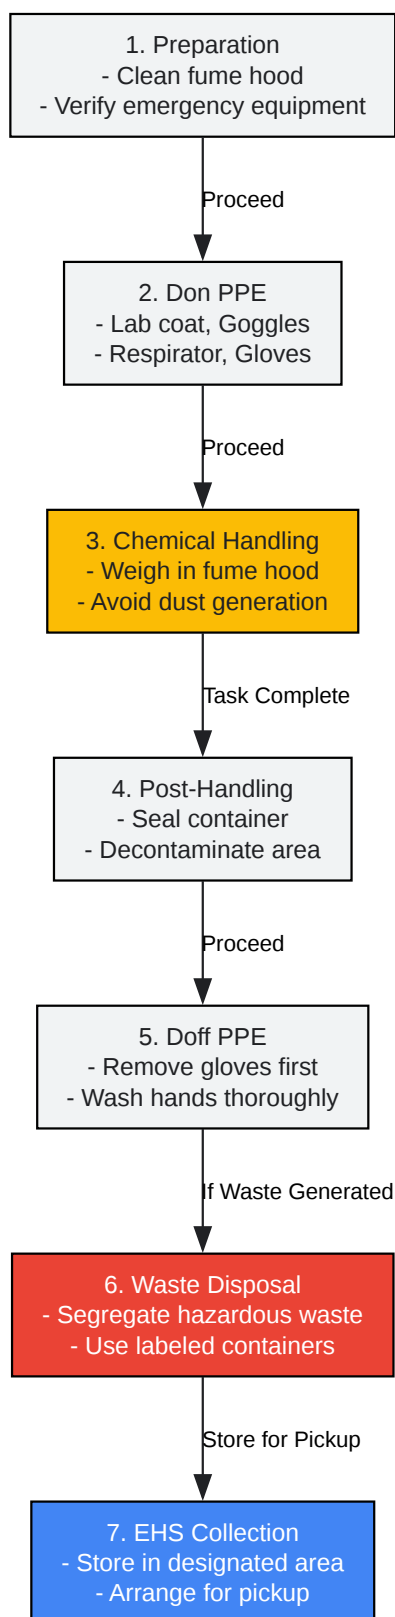 1. Preparation
- Clean fume hood
- Verify emergency equipment
Proceed
2. Don PPE
- Lab coat, Goggles
- Respirator, Gloves
Proceed
3. Chemical Handling
- Weigh in fume hood
- Avoid dust generation
Task Complete
4. Post-Handling
- Seal container
- Decontaminate area
Proceed
5. Doff PPE
- Remove gloves first
- Wash hands thoroughly
If Waste Generated
6. Waste Disposal
- Segregate hazardous waste
- Use labeled containers
Store for Pickup
7. EHS Collection
- Store in designated area
- Arrange for pickup